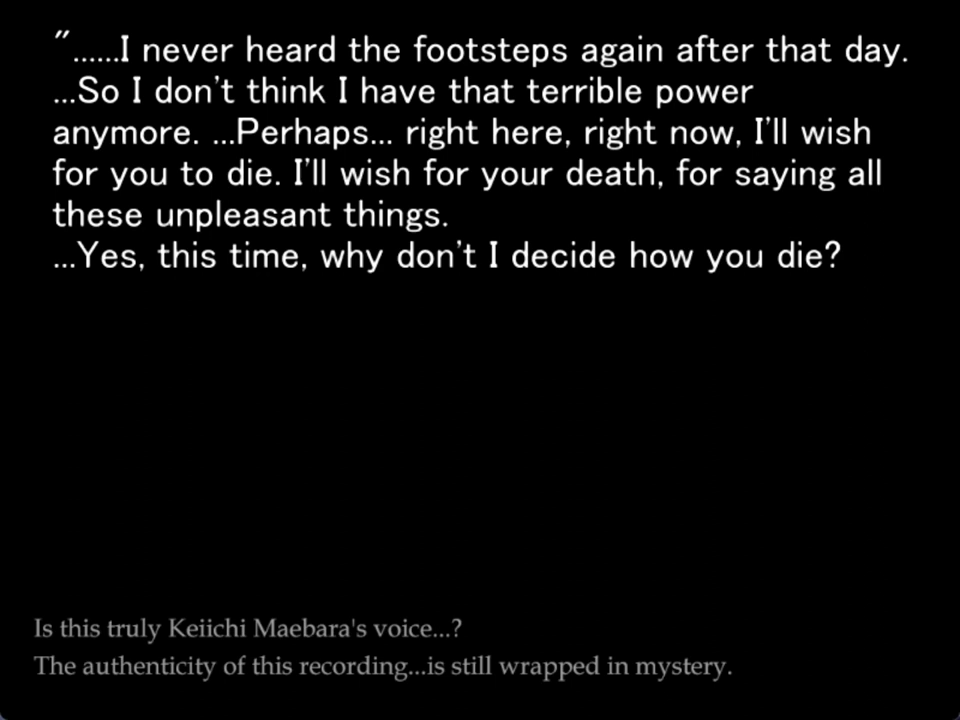 "......I never heard the footsteps again after that day.
...So I don't think I have that terrible power
anymore. ...Perhaps... right here, right now, I'll wish
for you to die. I'll wish for your death, for saying all
these unpleasant things.
...Yes, this time, why don't I decide how you die?
Is this truly Keiichi Maebara's voice...?
The authenticity of this recording...is still wrapped in mystery.